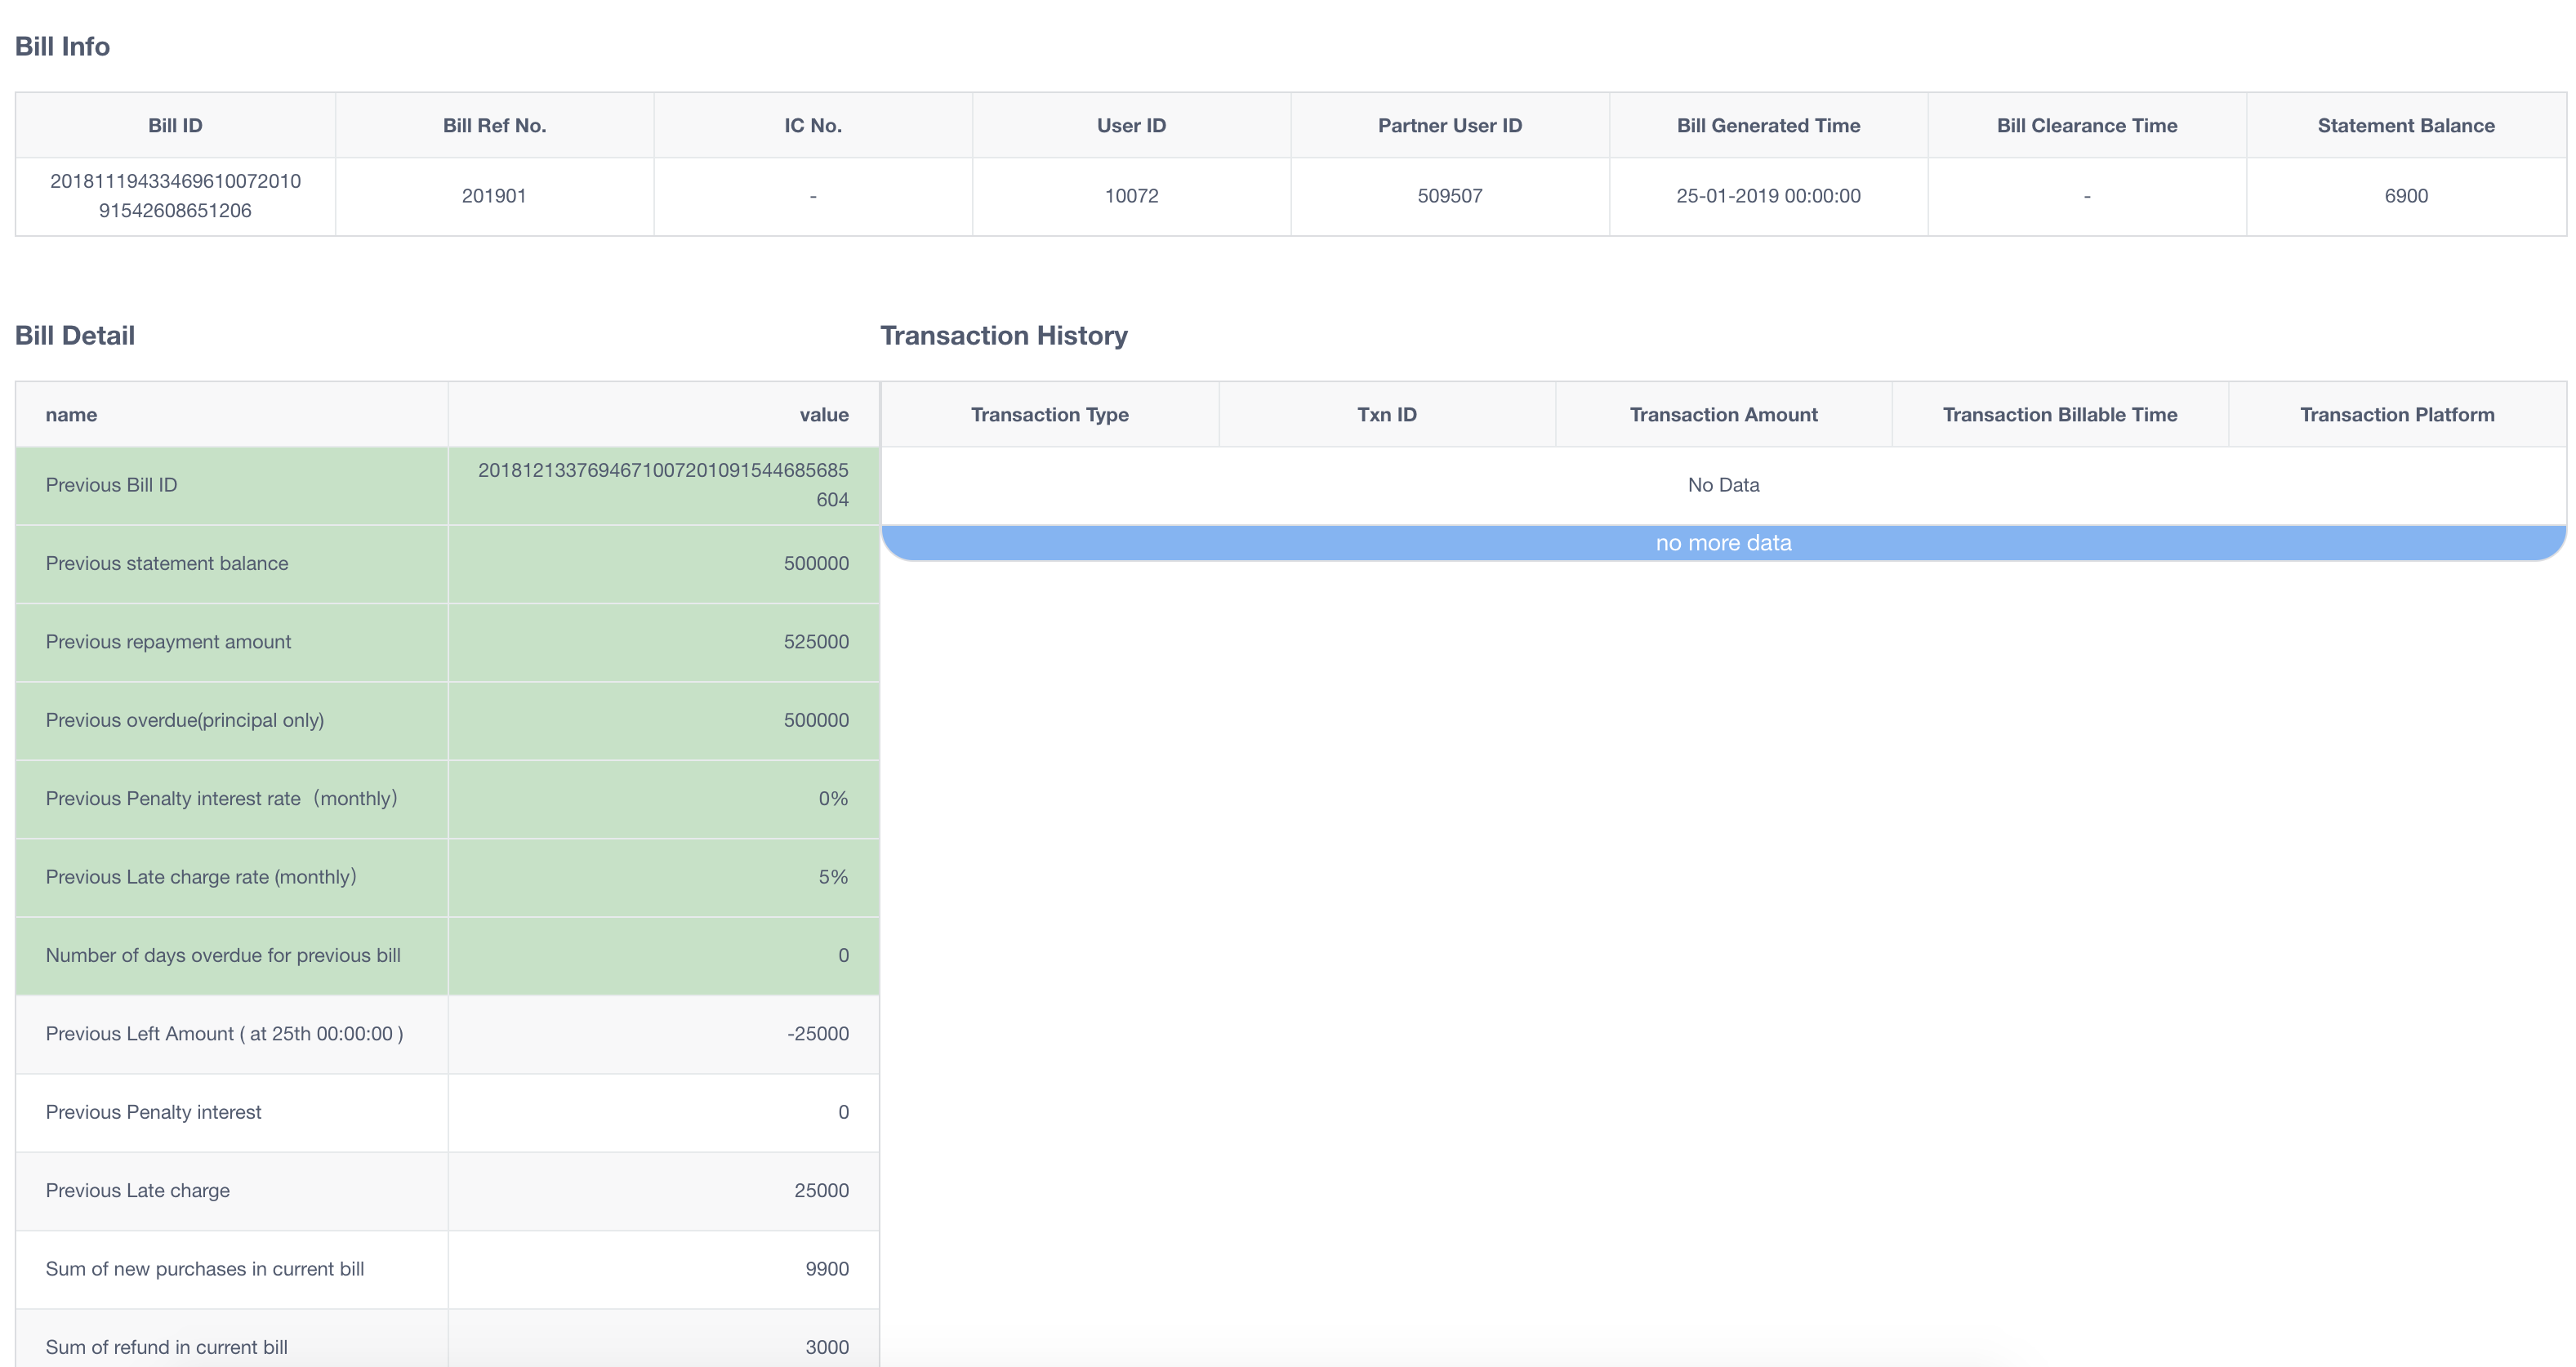 Bill Info
Bill ID Bill Ref No. IC No. User ID Partner User ID Bill Generated Time Bill Clearance Time Statement Balance
20181119433469610072010
91542608651206 201901 - 10072 509507 25-01-2019 00:00:00 - 6900
Bill Detail
name value
Previous Bill ID 2018121337694671007201091544685685
604
Previous statement balance 500000
Previous repayment amount 525000
Previous overdue(principal only) 500000
Previous Penalty interest rate（monthly） 0%
Previous Late charge rate (monthly） 5%
Number of days overdue for previous bill 0
Previous Left Amount ( at 25th 00:00:00 ) -25000
Previous Penalty interest 0
Previous Late charge 25000
Sum of new purchases in current bill 9900
Sum of refund in current bill 3000
Transaction History
Transaction Type Txn ID Transaction Amount Transaction Billable Time Transaction Platform
No Data
no more data